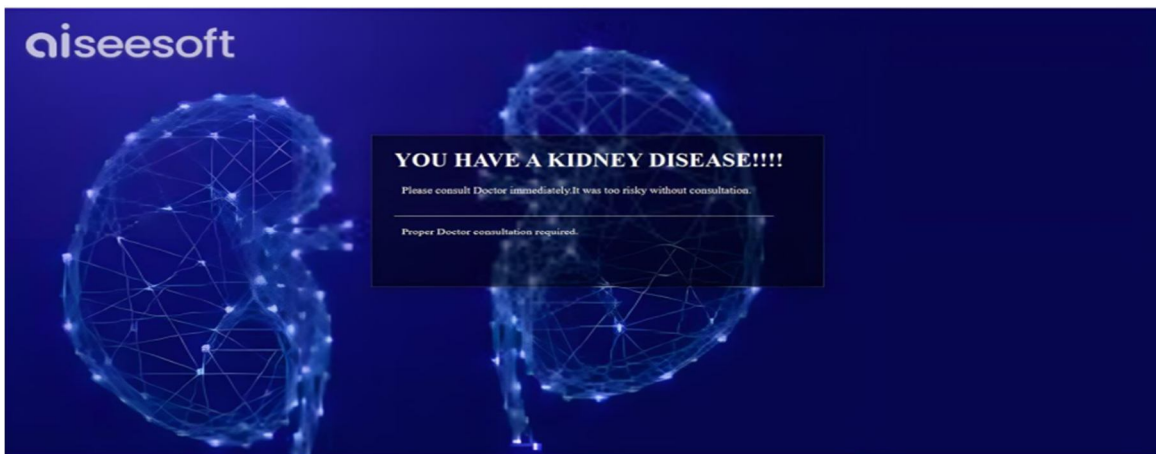 aiseesoft
YOU HAVE A KIDNEY DISEASE!!!!
Please consult Doctor immediately.It was too risky without consultation.
Proper Doctor consultation required.